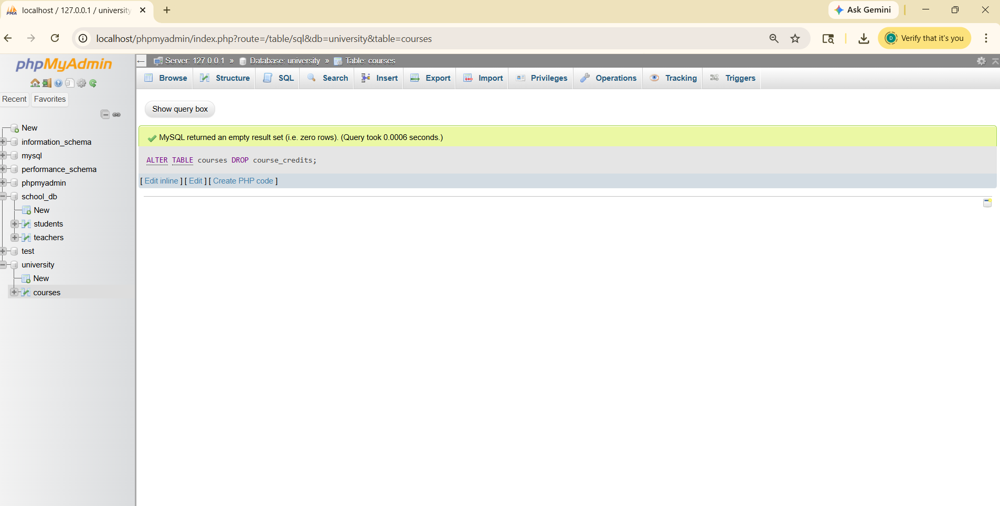 localhost / 127.0.0.1 / university
Ask Gemini
localhost/phpmyadmin/index.php?route=/table/sql&db=university&table=courses
D
Verify that it's you
phpMyAdmin
Recent
Favorites
New
information_schema
mysql
performance_schema
phpmyadmin
school_db
New
students
teachers
test
university
New
courses
Server: 127.0.0.1 » Database: university » Table: courses
Browse
Structure
SQL
Search
Insert
Export
Import
Privileges
Operations
Tracking
Triggers
Show query box
MySQL returned an empty result set (i.e. zero rows). (Query took 0.0006 seconds.)
ALTER TABLE courses DROP course_credits;
[ Edit inline ] [ Edit ] [ Create PHP code ]